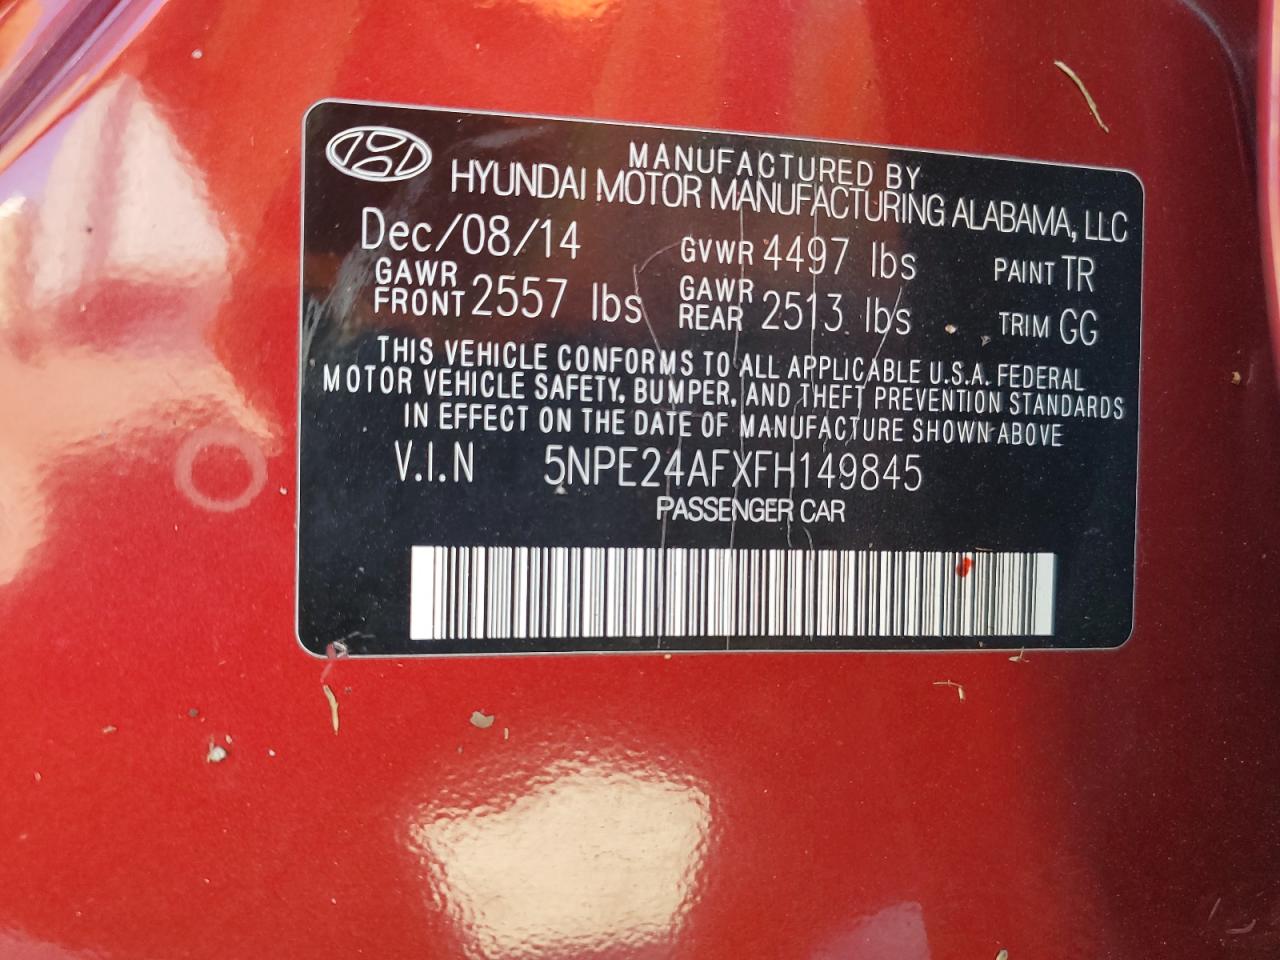 MANUFACTURED BY
HYUNDAI MOTOR MANUFACTURING ALABAMA, LLC
Dec/08/14 GVWR 4497 lbs PAINT TR
GAWR FRONT 2557 lbs GAWR REAR 2513 lbs TRIM GG
THIS VEHICLE CONFORMS TO ALL APPLICABLE U.S.A. FEDERAL
MOTOR VEHICLE SAFETY, BUMPER, AND THEFT PREVENTION STANDARDS
IN EFFECT ON THE DATE OF MANUFACTURE SHOWN ABOVE
V.I.N 5NPE24AFXFH149845
PASSENGER CAR